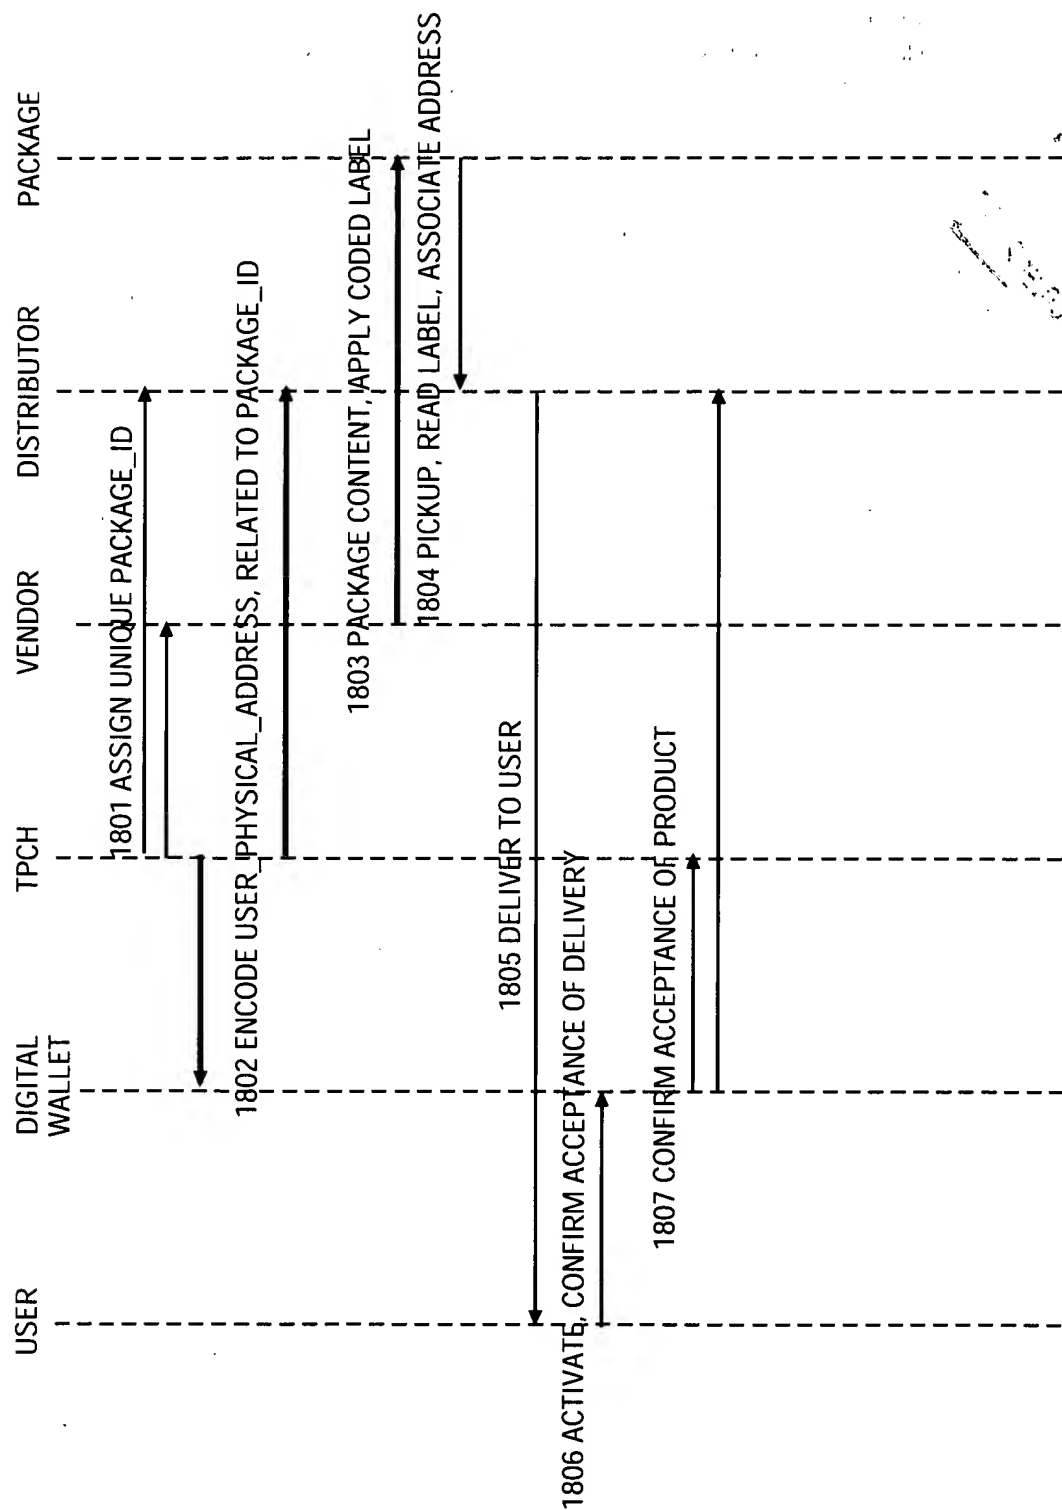 USER
DIGITAL
WALLET
TPCH
VENDOR
DISTRIBUTOR
PACKAGE
1801 ASSIGN UNIQUE PACKAGE_ID
1802 ENCODE USER_PHYSICAL_ADDRESS, RELATED TO PACKAGE_ID
1803 PACKAGE CONTENT, APPLY CODED LABEL
1804 PICKUP, READ LABEL, ASSOCIATE ADDRESS
1805 DELIVER TO USER
1806 ACTIVATE, CONFIRM ACCEPTANCE OF DELIVERY
1807 CONFIRM ACCEPTANCE OF PRODUCT